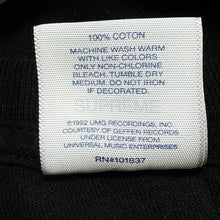 100% COTON
MACHINE WASH WARM
WITH LIKE COLORS
ONLY NON-CHLORINE
BLEACH. TUMBLE DRY
MEDIUM. DO NOT IRON
IF DECORATED.
SUPREME
©1992 UMG RECORDINGS, INC.
COURTESY OF GEFFEN RECORDS
UNDER LICENSE FROM
UNIVERSAL MUSIC ENTERPRISES
RN#101837